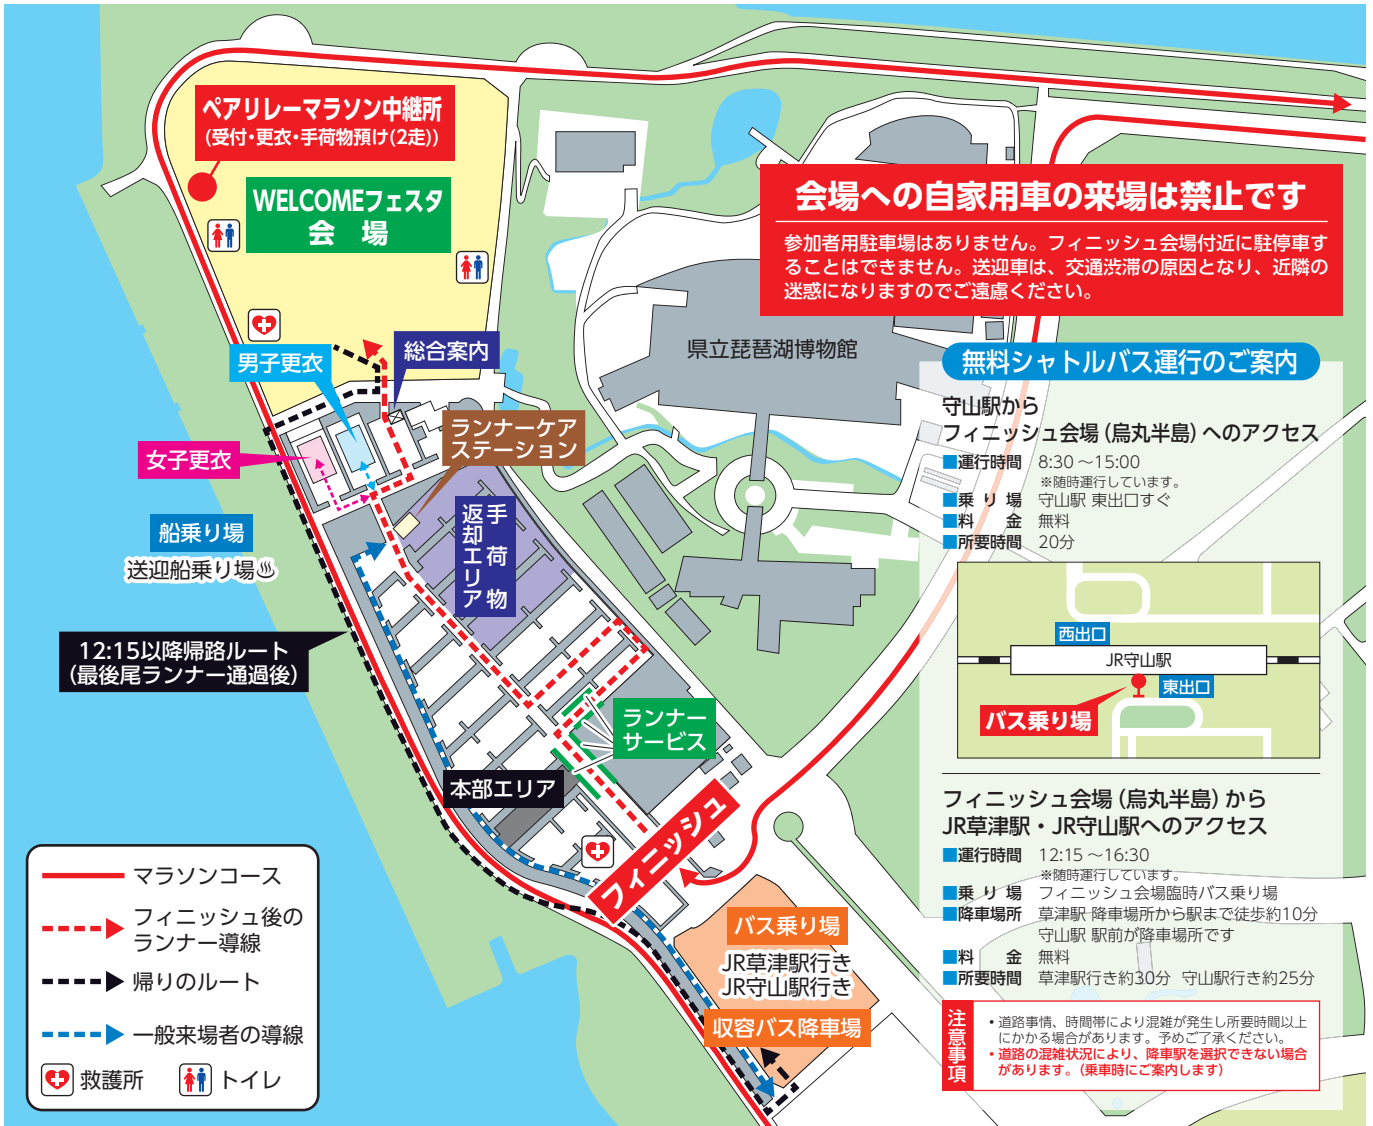 ペアリレーマラソン中継所
(受付・更衣・手荷物預け(2走))
WELCOMEフェスタ
会 場
会場への自家用車の来場は禁止です
参加者用駐車場はありません。フィニッシュ会場付近に駐停車す
ることはできません。送迎車は、交通渋滞の原因となり、近隣の
迷惑になりますのでご遠慮ください。
県立琵琶湖博物館
総合案内
男子更衣
女子更衣
ランナーケア
ステーション
手荷物
返却エリア
船乗り場
送迎船乗り場♨
12:15以降帰路ルート
(最後尾ランナー通過後)
ランナー
サービス
本部エリア
フィニッシュ
バス乗り場
JR草津駅行き
JR守山駅行き
収容バス降車場
マラソンコース
フィニッシュ後の
ランナー導線
帰りのルート
一般来場者の導線
救護所
トイレ
無料シャトルバス運行のご案内
守山駅から
フィニッシュ会場(烏丸半島)へのアクセス
■運行時間 8:30～15:00
※随時運行しています。
■乗り場 守山駅 東出口すぐ
■料金 無料
■所要時間 20分
西出口
JR守山駅
東出口
バス乗り場
フィニッシュ会場(烏丸半島)から
JR草津駅・JR守山駅へのアクセス
■運行時間 12:15～16:30
※随時運行しています。
■乗り場 フィニッシュ会場臨時バス乗り場
■降車場所 草津駅 降車場所から駅まで徒歩約10分
守山駅 駅前が降車場所です
■料金 無料
■所要時間 草津駅行き約30分 守山駅行き約25分
注意事項
・道路事情、時間帯により混雑が発生し所要時間以上
にかかる場合があります。予めご了承ください。
・道路の混雑状況により、降車駅を選択できない場合
があります。(乗車時にご案内します)